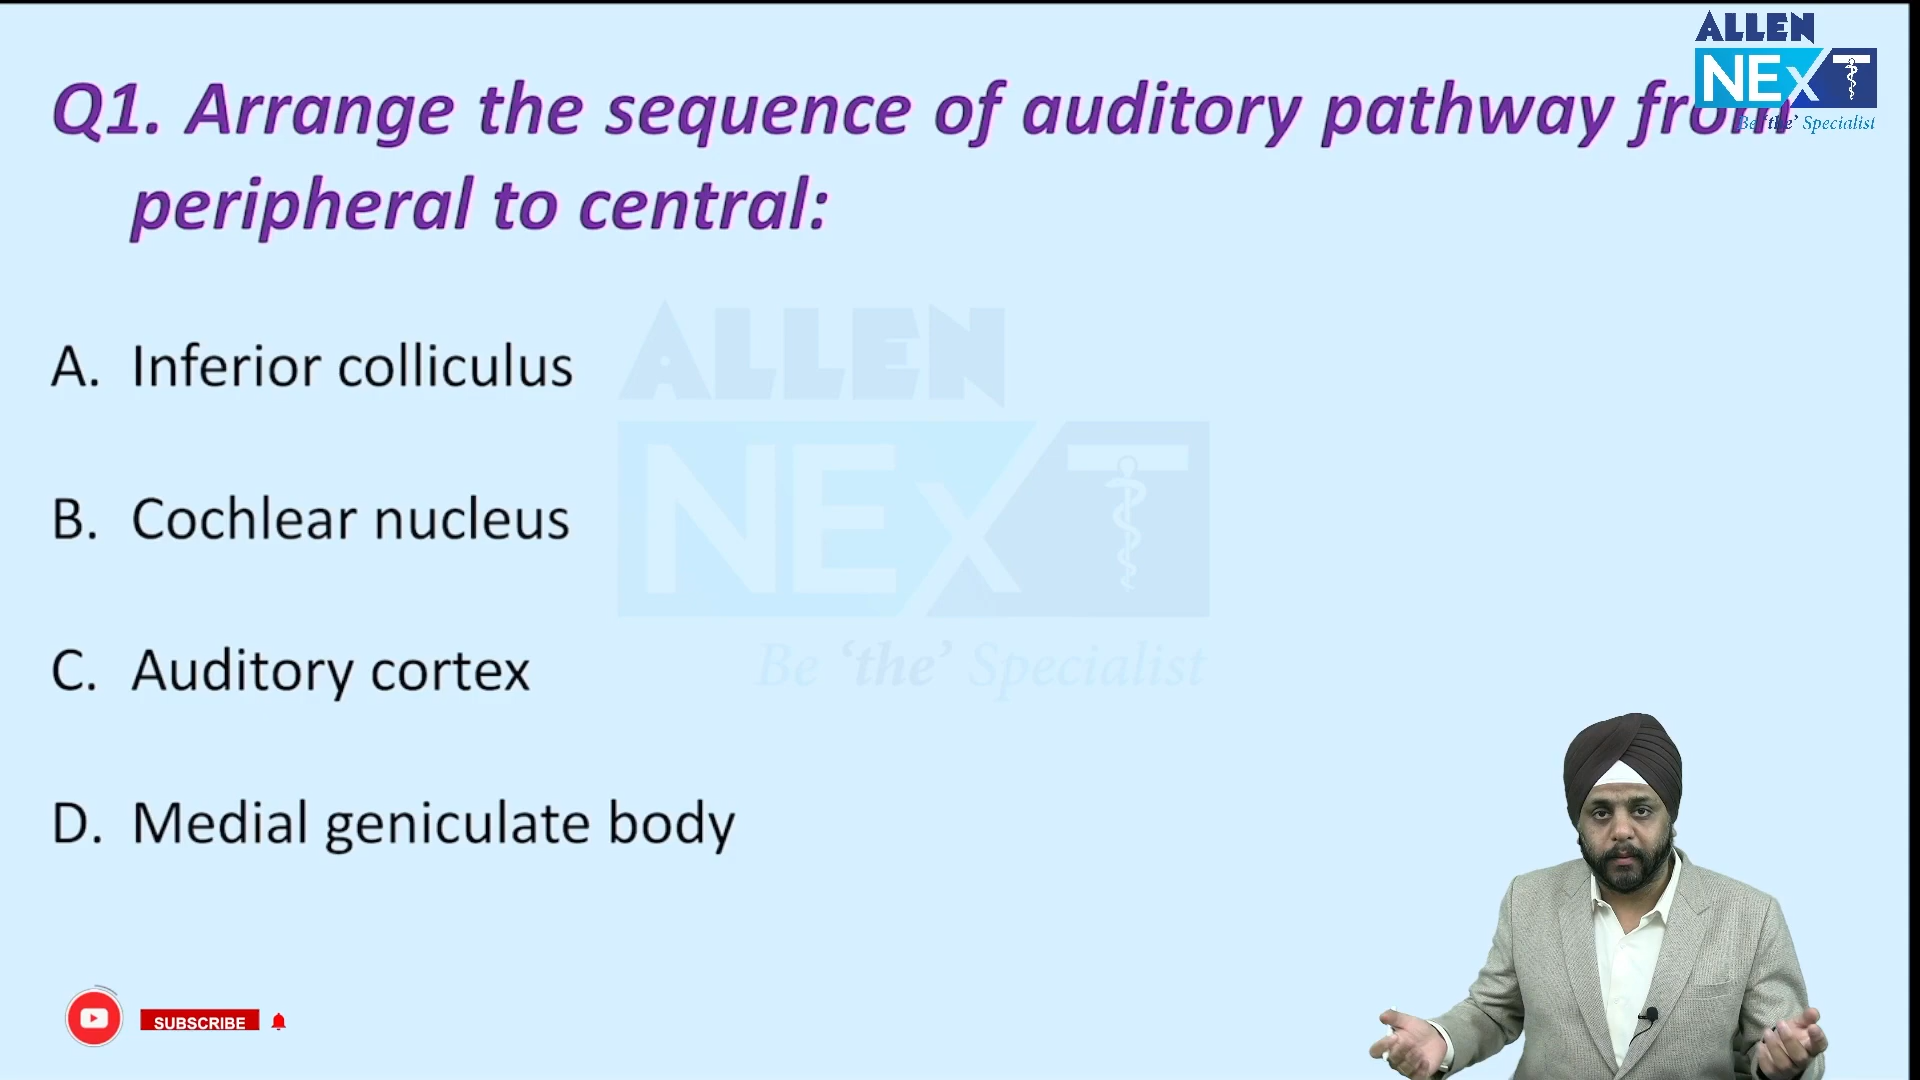 ALLEN
NEXT
Be 'the' Specialist
Q1. Arrange the sequence of auditory pathway from
peripheral to central:
A. Inferior colliculus
B. Cochlear nucleus
C. Auditory cortex
D. Medial geniculate body
ALLEN
NEXT
Be 'the' Specialist
SUBSCRIBE